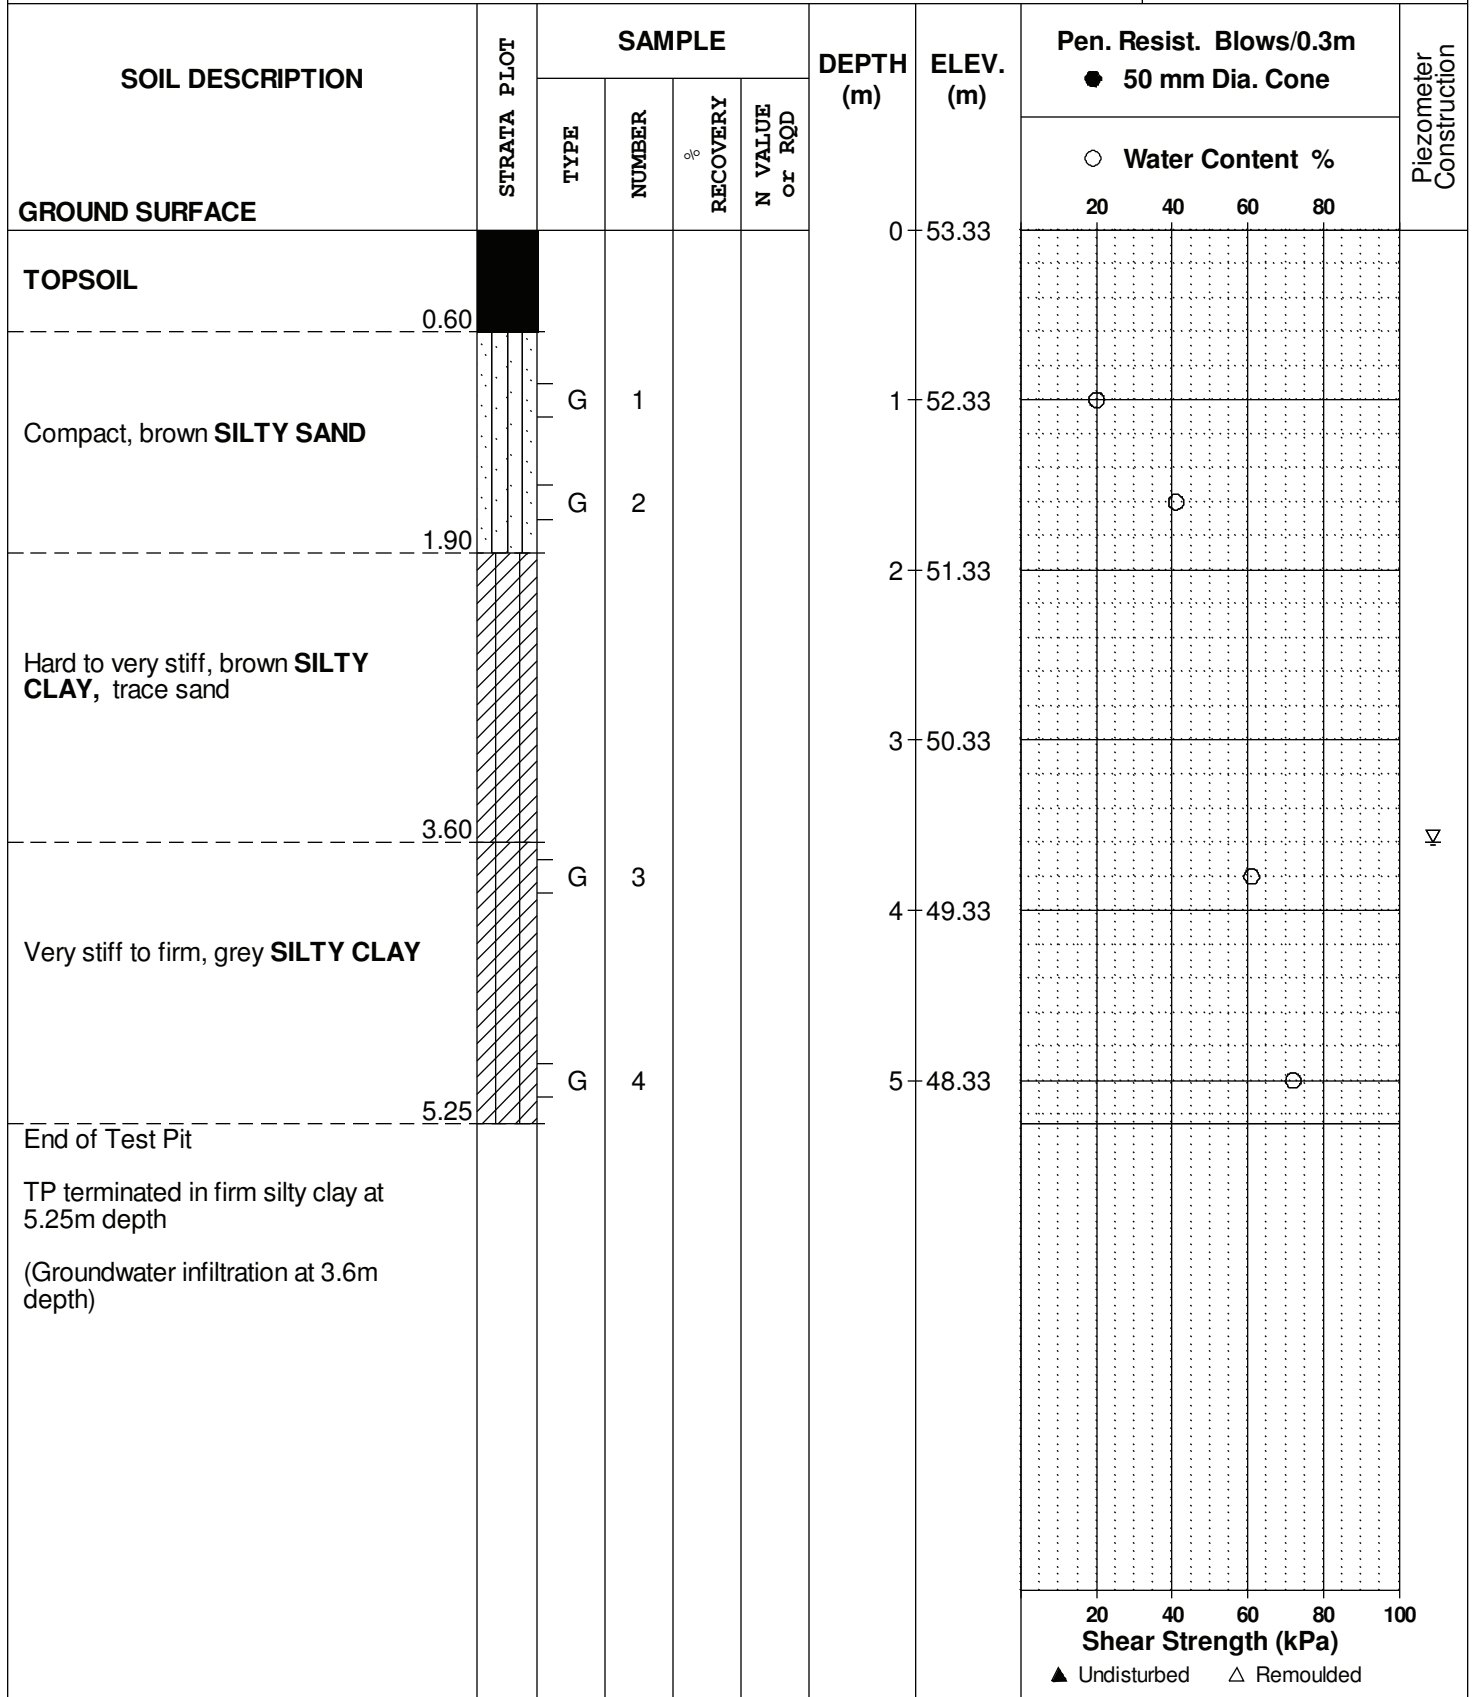 SOIL DESCRIPTION
GROUND SURFACE
STRATA PLOT
SAMPLE
TYPE
NUMBER
%
RECOVERY
N VALUE
or RQD
DEPTH
(m)
ELEV.
(m)
Pen. Resist. Blows/0.3m
● 50 mm Dia. Cone
○ Water Content %
20 40 60 80
Piezometer
Construction
0 53.33
TOPSOIL
0.60
G 1
1 52.33
Compact, brown SILTY SAND
G 2
1.90
2 51.33
Hard to very stiff, brown SILTY
CLAY, trace sand
3 50.33
3.60
G 3
4 49.33
Very stiff to firm, grey SILTY CLAY
G 4
5 48.33
5.25
End of Test Pit
TP terminated in firm silty clay at
5.25m depth
(Groundwater infiltration at 3.6m
depth)
20 40 60 80 100
Shear Strength (kPa)
▲ Undisturbed △ Remoulded